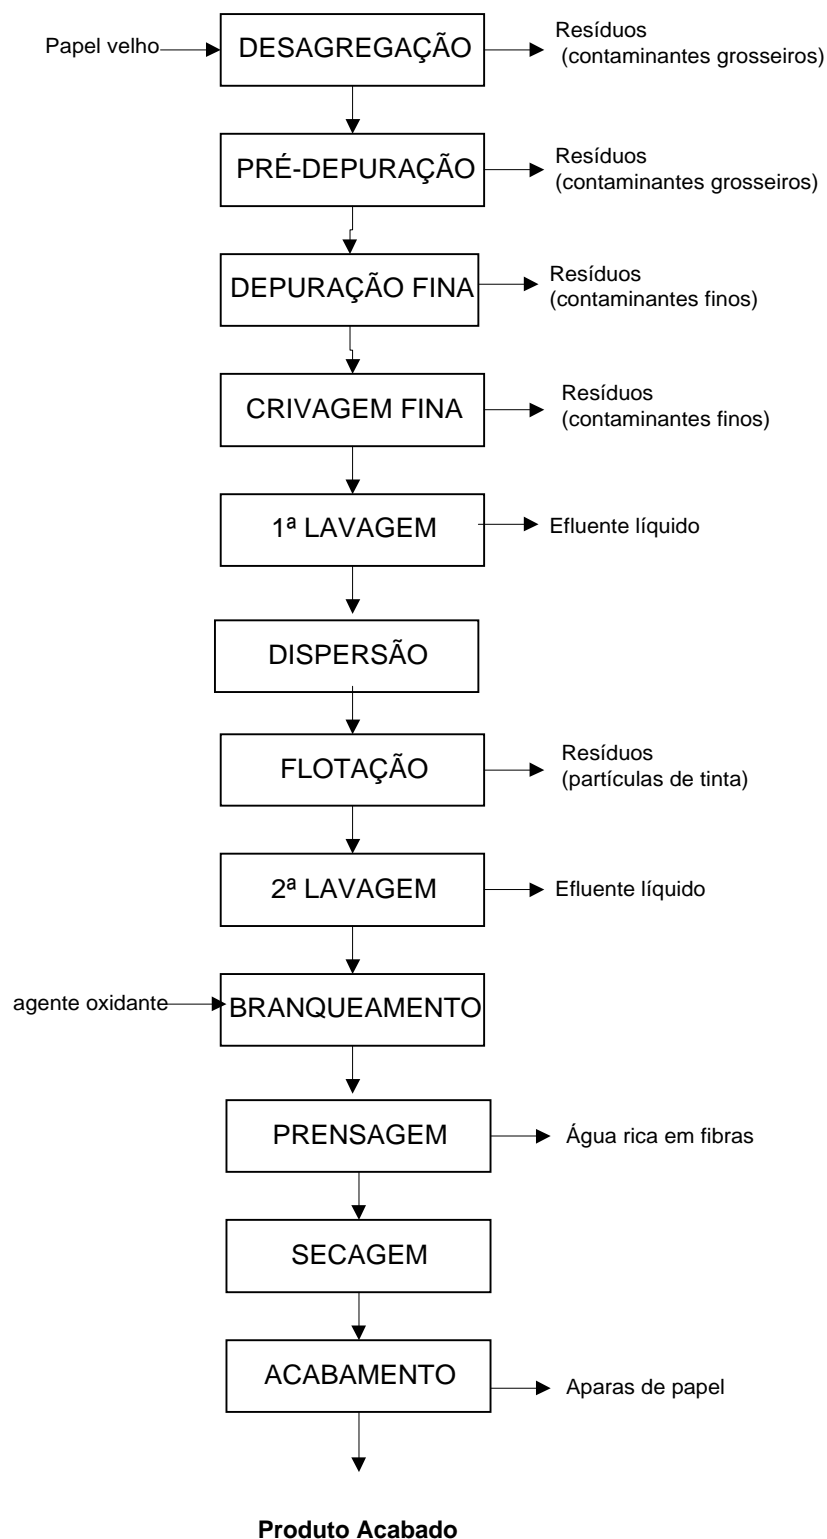 Papel velho
DESAGREGAÇÃO
Resíduos
(contaminantes grosseiros)
PRÉ-DEPURAÇÃO
Resíduos
(contaminantes grosseiros)
DEPURAÇÃO FINA
Resíduos
(contaminantes finos)
CRIVAGEM FINA
Resíduos
(contaminantes finos)
1ª LAVAGEM
Efluente líquido
DISPERSÃO
FLOTAÇÃO
Resíduos
(partículas de tinta)
2ª LAVAGEM
Efluente líquido
agente oxidante
BRANQUEAMENTO
PRENSAGEM
Água rica em fibras
SECAGEM
ACABAMENTO
Aparas de papel
Produto Acabado